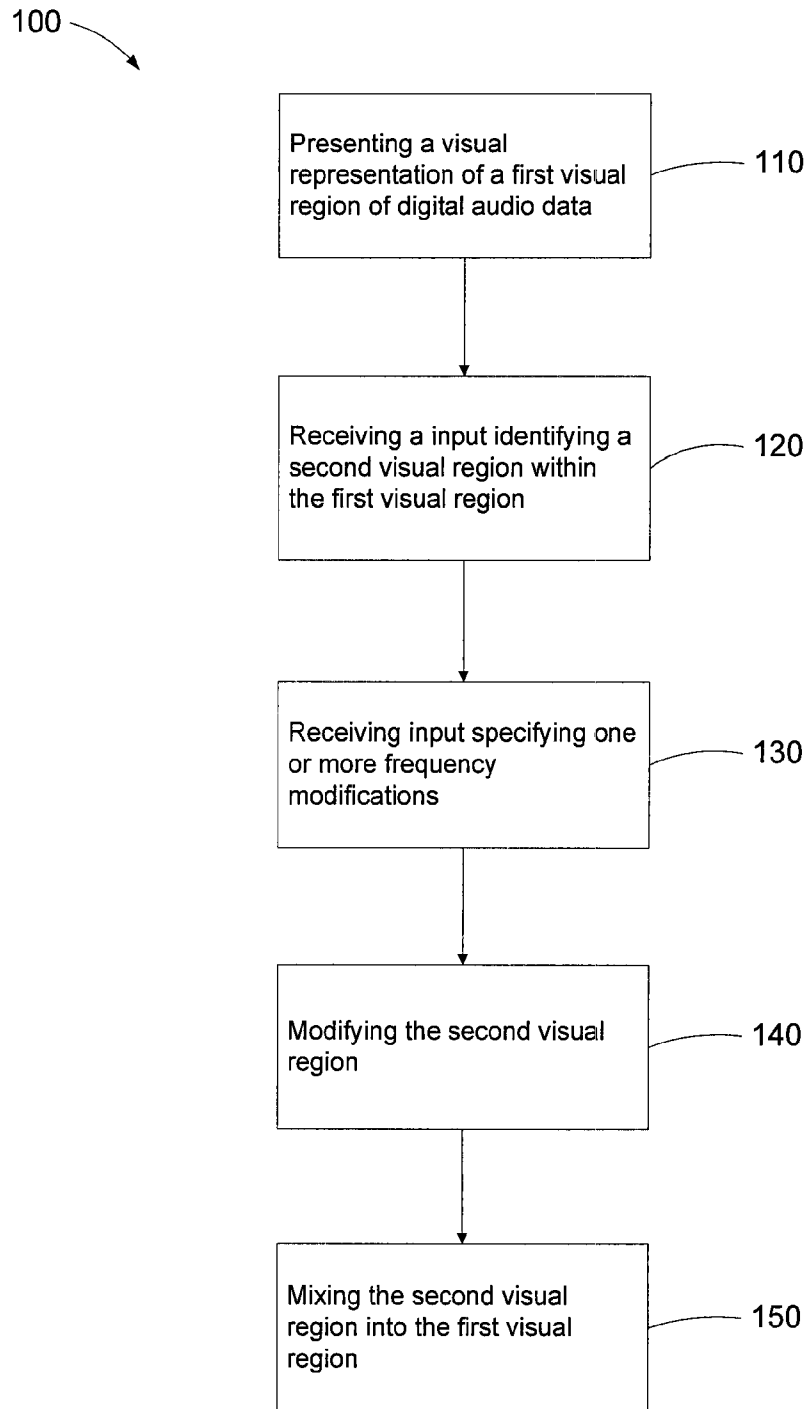 100
Presenting a visual
representation of a first visual
region of digital audio data
110
Receiving a input identifying a
second visual region within
the first visual region
120
Receiving input specifying one
or more frequency
modifications
130
Modifying the second visual
region
140
Mixing the second visual
region into the first visual
region
150